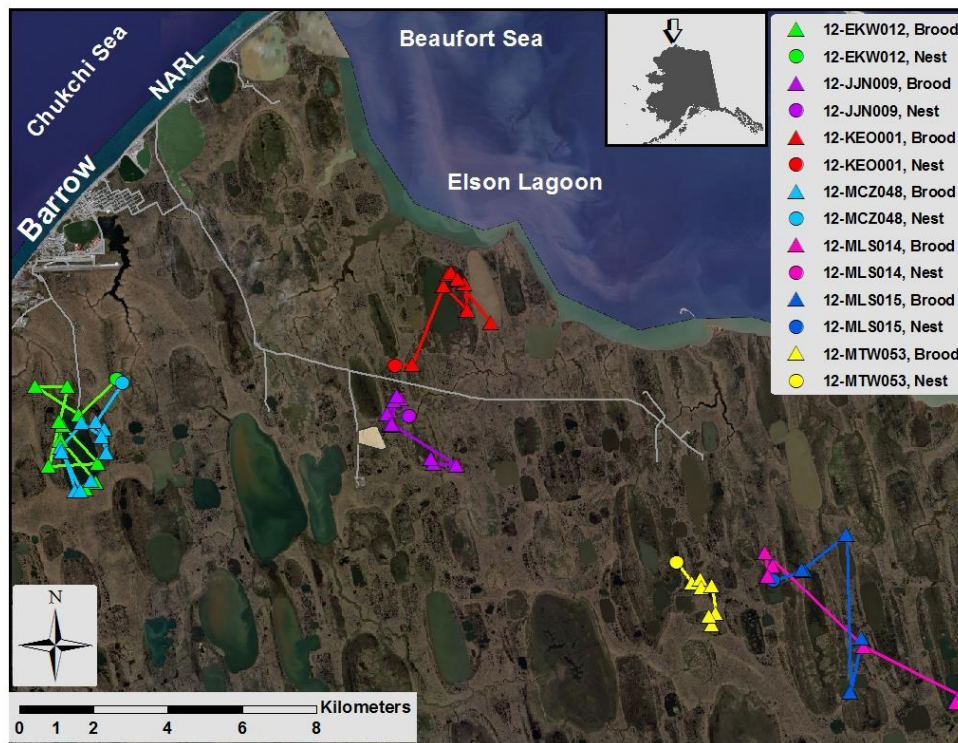 Chukchi Sea
NARL
Barrow
Beaufort Sea
Elson Lagoon
12-EKW012, Brood
12-EKW012, Nest
12-JJN009, Brood
12-JJN009, Nest
12-KEO001, Brood
12-KEO001, Nest
12-MCZ048, Brood
12-MCZ048, Nest
12-MLS014, Brood
12-MLS014, Nest
12-MLS015, Brood
12-MLS015, Nest
12-MTW053, Brood
12-MTW053, Nest
N
Kilometers
0 1 2 4 6 8